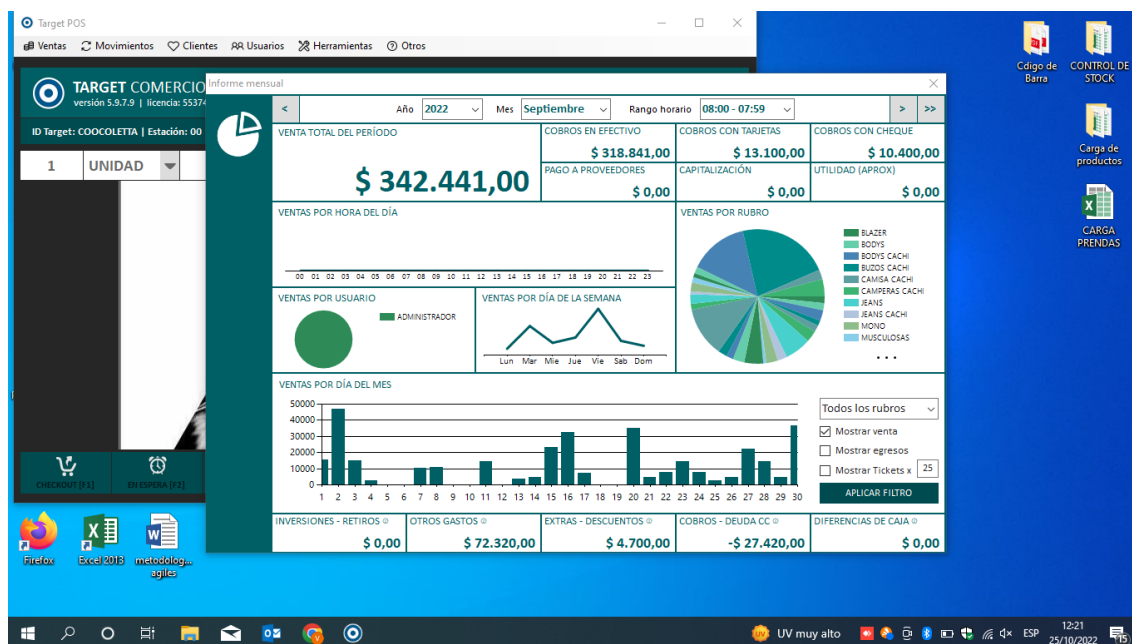 Target POS
Ventas Movimientos Clientes Usuarios Herramientas Otros
TARGET COMERCIO
versión 5.9.7.9 | licencia: 5537
ID Target: COOCOLETTA | Estación: 00
1 UNIDAD
CHECKOUT [F1] EN ESPERA [F2]
Informe mensual
< Año 2022 Mes Septiembre Rango horario 08:00 - 07:59 > >>
VENTA TOTAL DEL PERÍODO
$ 342.441,00
COBROS EN EFECTIVO
$ 318.841,00
COBROS CON TARJETAS
$ 13.100,00
COBROS CON CHEQUE
$ 10.400,00
PAGO A PROVEEDORES
$ 0,00
CAPITALIZACIÓN
$ 0,00
UTILIDAD (APROX)
$ 0,00
VENTAS POR HORA DEL DÍA
00 01 02 03 04 05 06 07 08 09 10 11 12 13 14 15 16 17 18 19 20 21 22 23
VENTAS POR RUBRO
BLAZER
BODYS
BODYS CACHI
BUZOS CACHI
CAMISA CACHI
CAMPERAS CACHI
JEANS
JEANS CACHI
MONO
MUSCULOSAS
...
VENTAS POR USUARIO
ADMINISTRADOR
VENTAS POR DÍA DE LA SEMANA
Lun Mar Mie Jue Vie Sab Dom
VENTAS POR DÍA DEL MES
50000
40000
30000
20000
10000
0
1 2 3 4 5 6 7 8 9 10 11 12 13 14 15 16 17 18 19 20 21 22 23 24 25 26 27 28 29 30
Todos los rubros
Mostrar venta
Mostrar egresos
Mostrar Tickets x 25
APLICAR FILTRO
INVERSIONES - RETIROS
$ 0,00
OTROS GASTOS
$ 72.320,00
EXTRAS - DESCUENTOS
$ 4.700,00
COBROS - DEUDA CC
-$ 27.420,00
DIFERENCIAS DE CAJA
$ 0,00
Cdigo de
Barra
CONTROL DE
STOCK
Carga de
productos
CARGA
PRENDAS
Firefox
Excel 2013
metodolog...
agiles
UV muy alto
ESP
12:21
25/10/2022
15